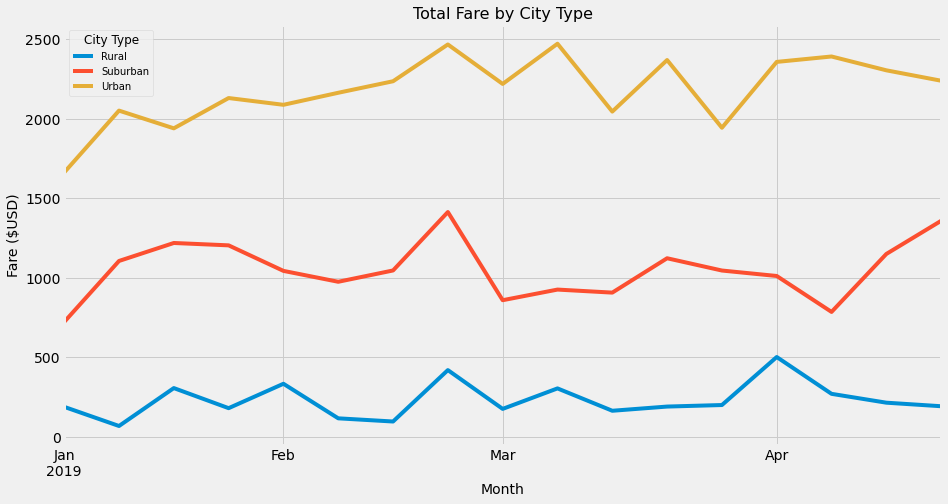 Total Fare by City Type
City Type
Rural
Suburban
Urban
2500
2000
1500
1000
500
0
Fare ($USD)
Jan Feb Mar Apr
2019
Month